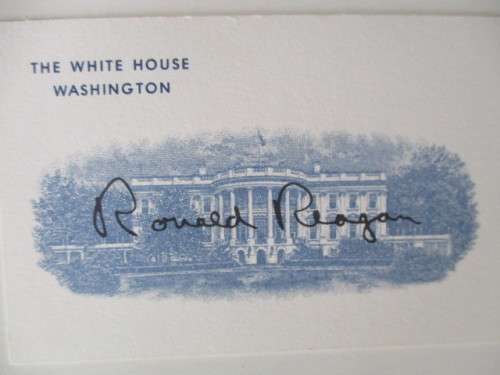 THE WHITE HOUSE
WASHINGTON
Ronald Reagan